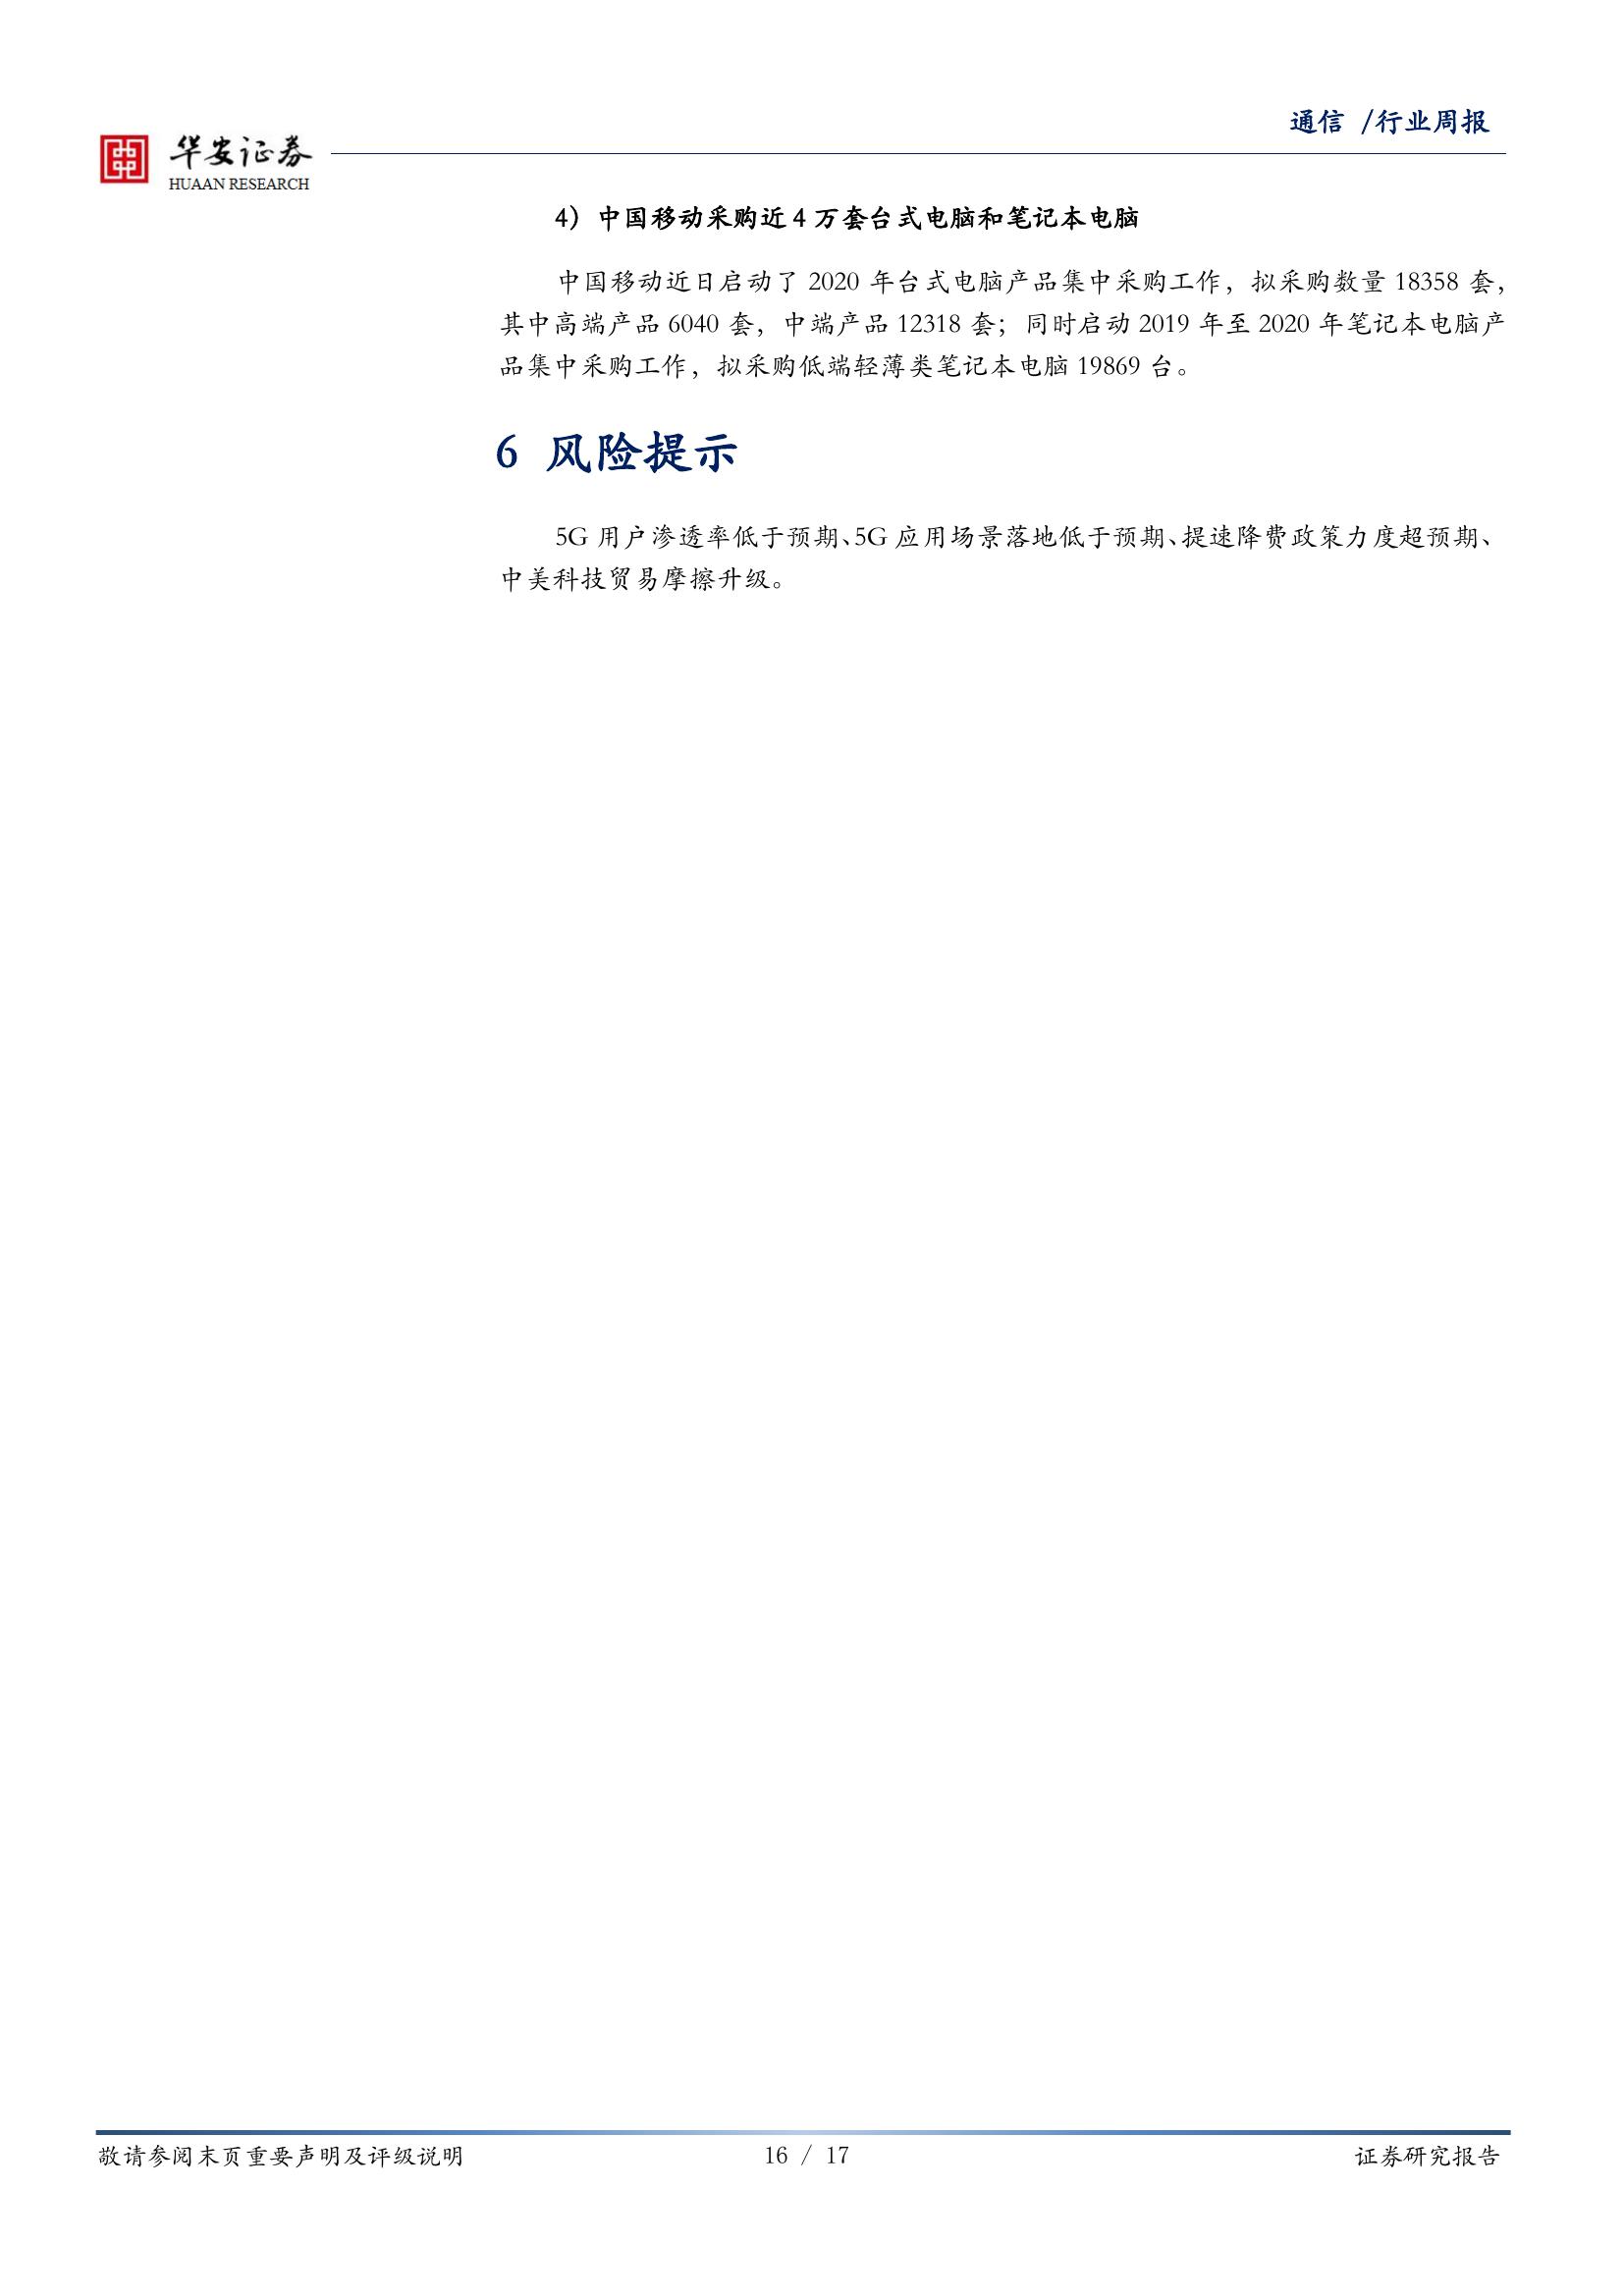 华安证券
HUAAN RESEARCH
通信 /行业周报
4）中国移动采购近 4 万套台式电脑和笔记本电脑
中国移动近日启动了 2020 年台式电脑产品集中采购工作，拟采购数量 18358 套，
其中高端产品 6040 套，中端产品 12318 套；同时启动 2019 年至 2020 年笔记本电脑产
品集中采购工作，拟采购低端轻薄类笔记本电脑 19869 台。
6 风险提示
5G 用户渗透率低于预期、5G 应用场景落地低于预期、提速降费政策力度超预期、
中美科技贸易摩擦升级。
敬请参阅末页重要声明及评级说明
16 / 17
证券研究报告